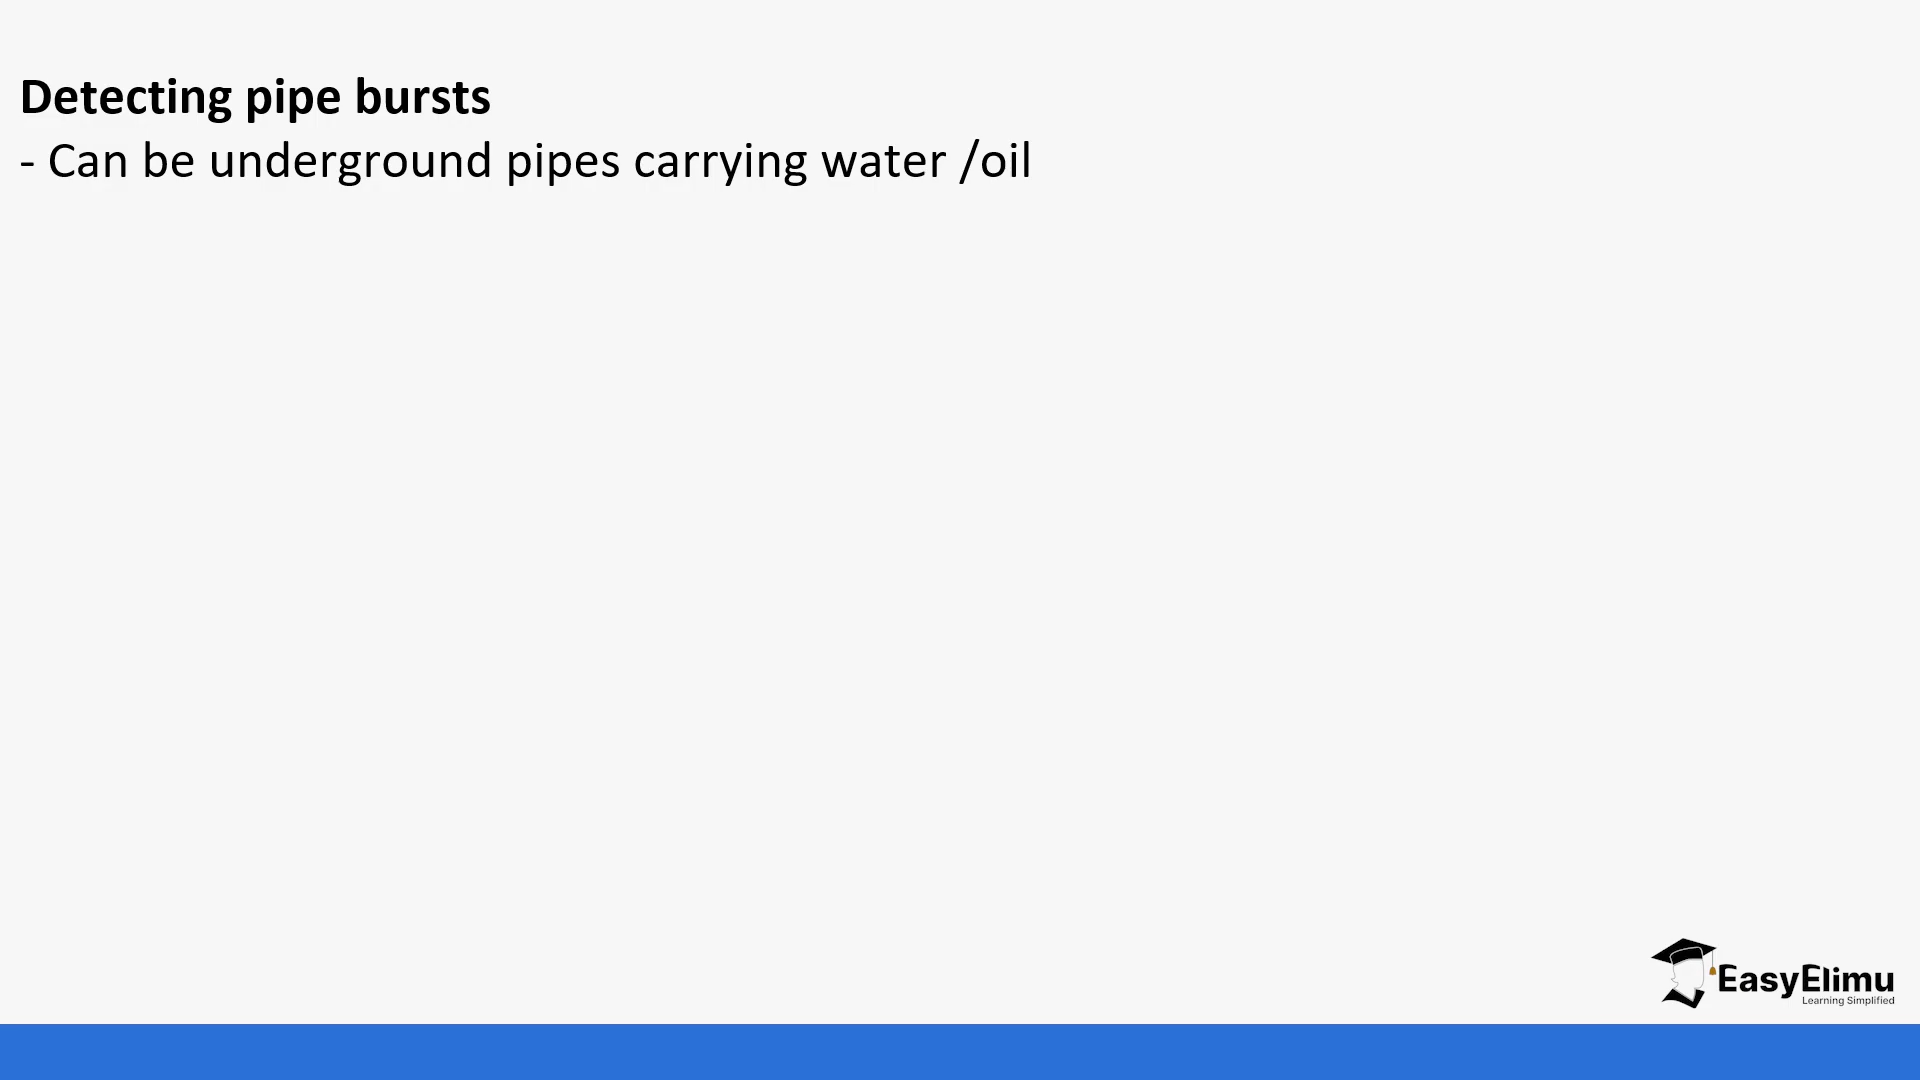 Detecting pipe bursts
- Can be underground pipes carrying water /oil
EasyElimu
Learning Simplified